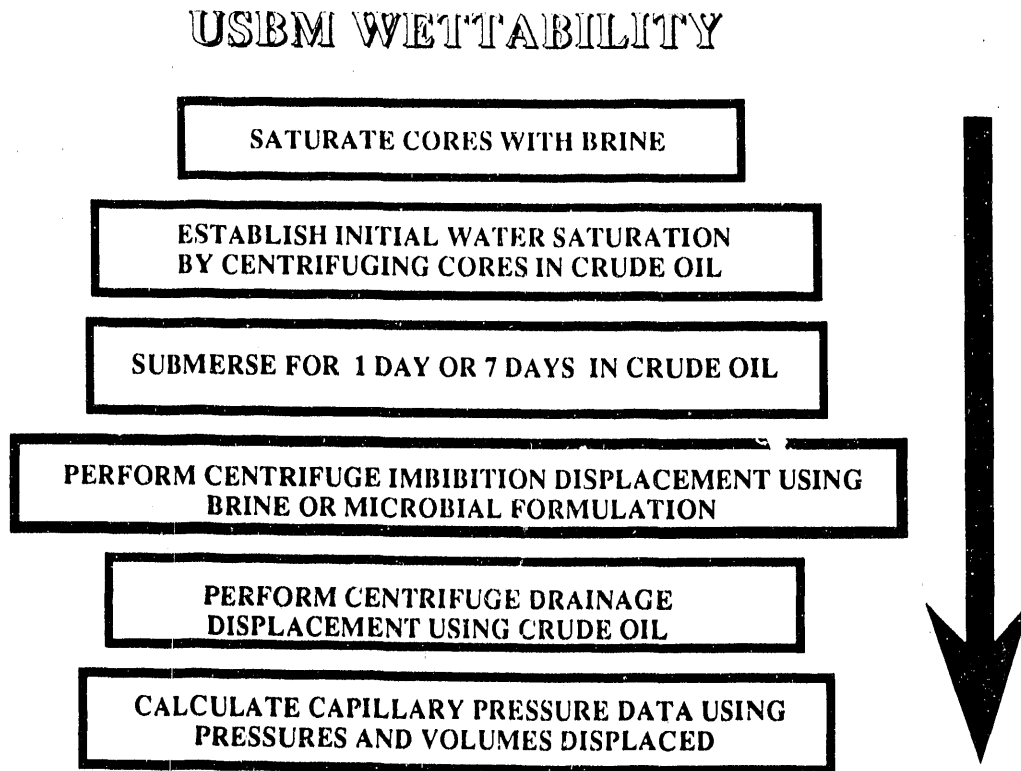 USBM WETTABILITY
SATURATE CORES WITH BRINE
ESTABLISH INITIAL WATER SATURATION
BY CENTRIFUGING CORES IN CRUDE OIL
SUBMERSE FOR 1 DAY OR 7 DAYS IN CRUDE OIL
PERFORM CENTRIFUGE IMBIBITION DISPLACEMENT USING
BRINE OR MICROBIAL FORMULATION
PERFORM CENTRIFUGE DRAINAGE
DISPLACEMENT USING CRUDE OIL
CALCULATE CAPILLARY PRESSURE DATA USING
PRESSURES AND VOLUMES DISPLACED